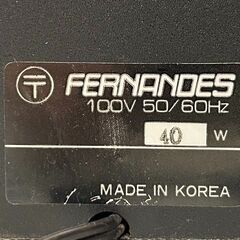 FERNANDES
100V 50/60Hz
40 W
MADE IN KOREA